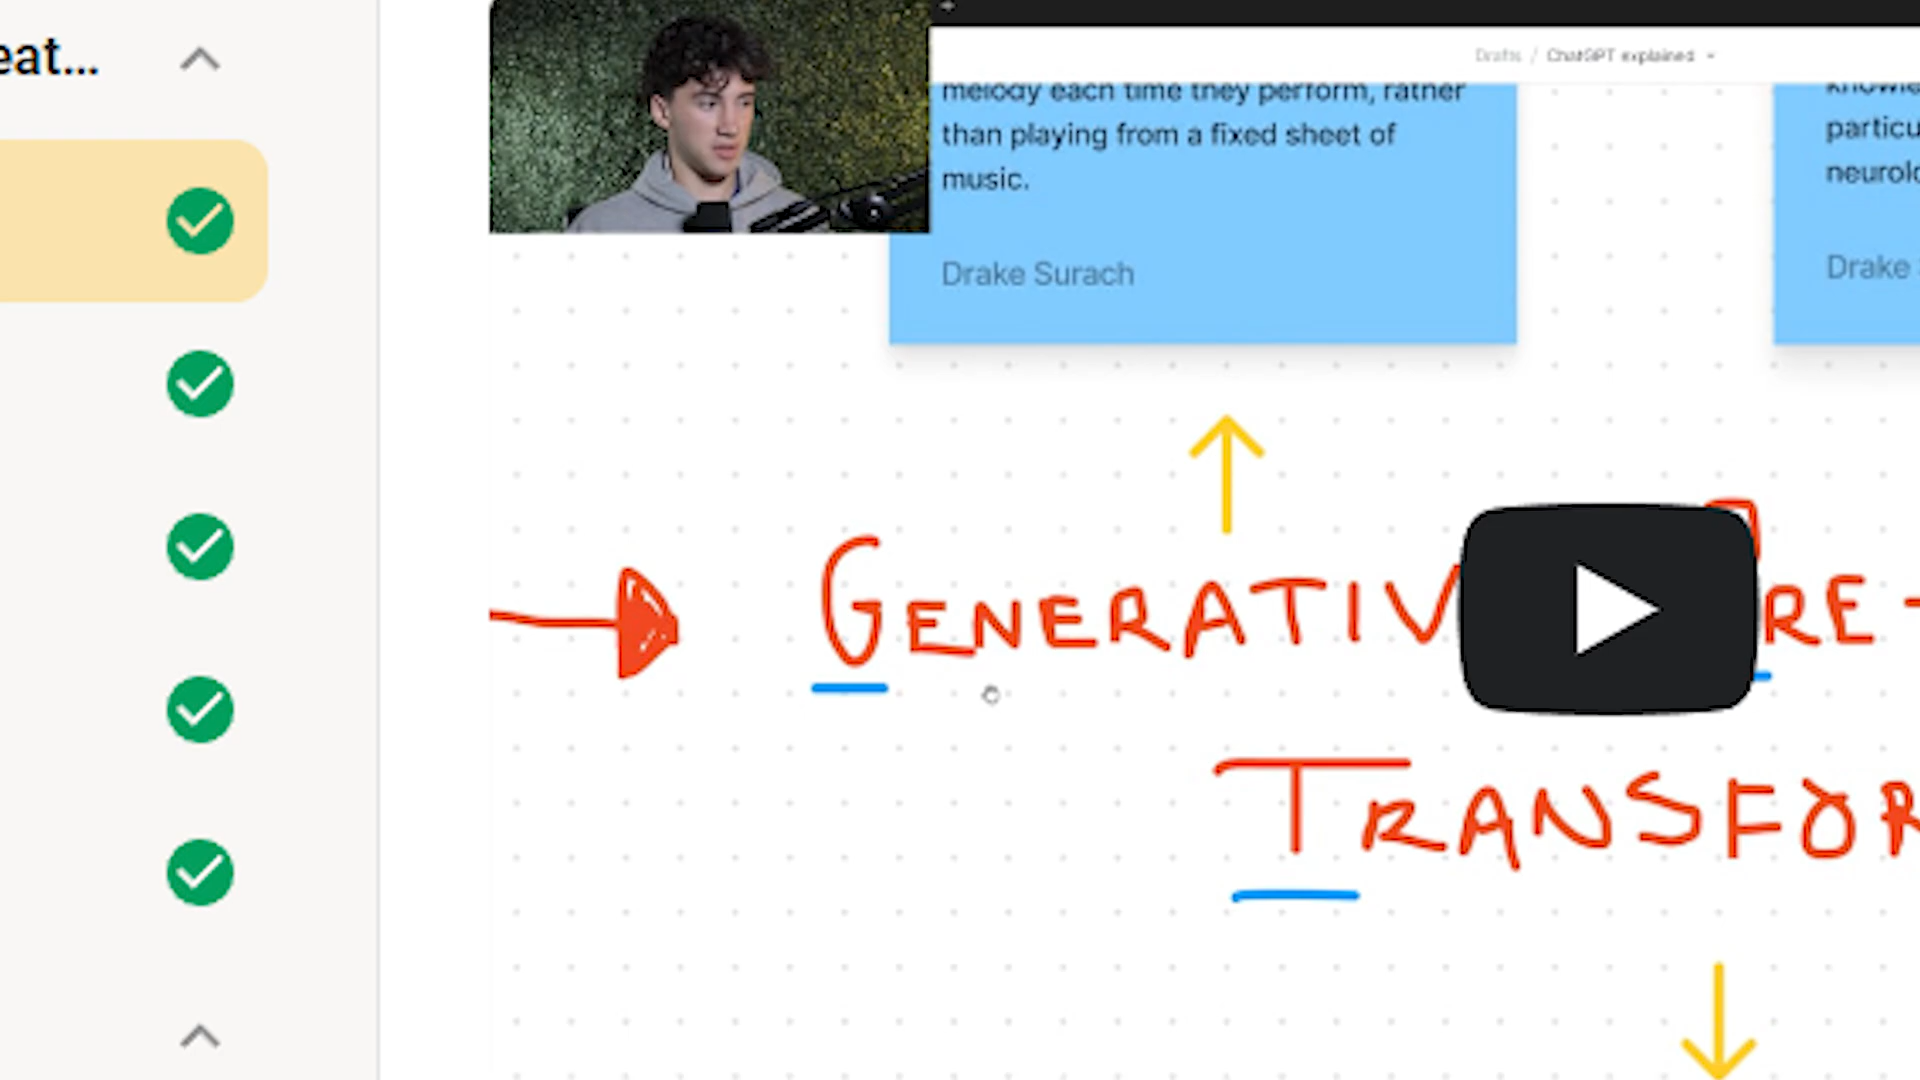 eat...
Drafts / ChatGPT explained
melody each time they perform, rather
than playing from a fixed sheet of
music.
Drake Surach
particu
neurolo
Drake
GENERATIV RE-
TRANSFOR